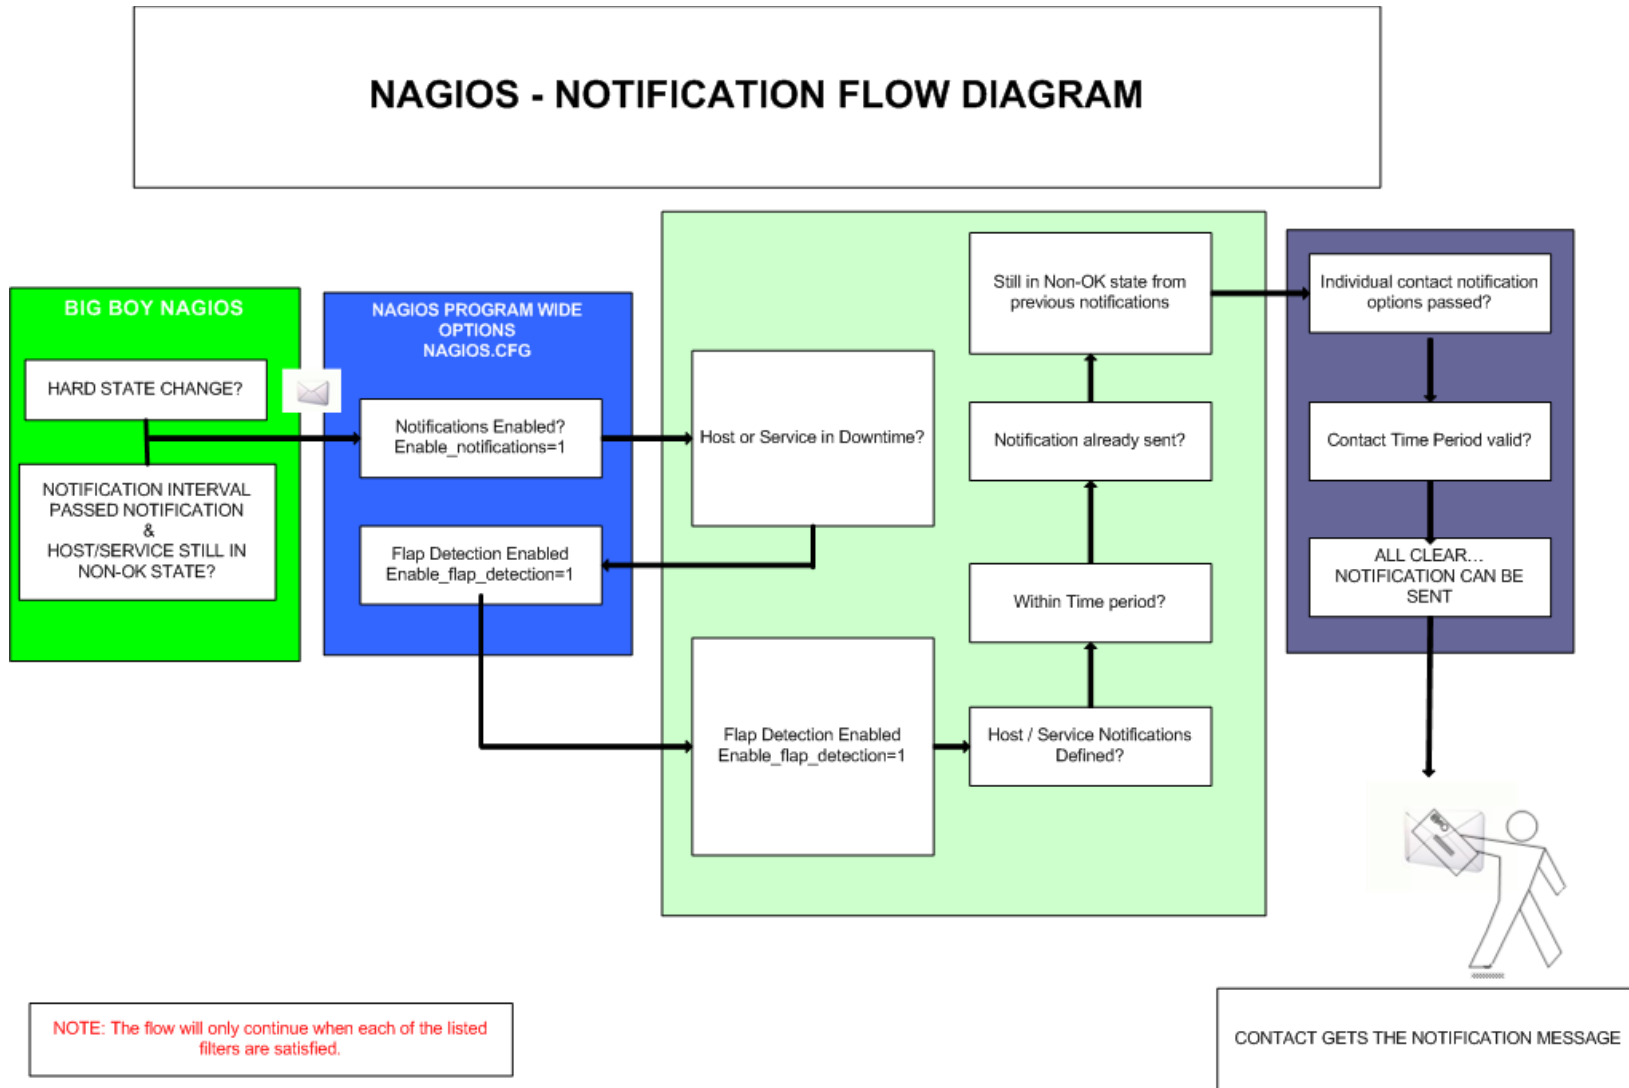 NAGIOS - NOTIFICATION FLOW DIAGRAM
BIG BOY NAGIOS
HARD STATE CHANGE?
NOTIFICATION INTERVAL
PASSED NOTIFICATION
&
HOST/SERVICE STILL IN
NON-OK STATE?
NAGIOS PROGRAM WIDE
OPTIONS
NAGIOS.CFG
Notifications Enabled?
Enable_notifications=1
Flap Detection Enabled
Enable_flap_detection=1
Host or Service in Downtime?
Flap Detection Enabled
Enable_flap_detection=1
Still in Non-OK state from
previous notifications
Notification already sent?
Within Time period?
Host / Service Notifications
Defined?
Individual contact notification
options passed?
Contact Time Period valid?
ALL CLEAR...
NOTIFICATION CAN BE
SENT
NOTE: The flow will only continue when each of the listed
filters are satisfied.
CONTACT GETS THE NOTIFICATION MESSAGE